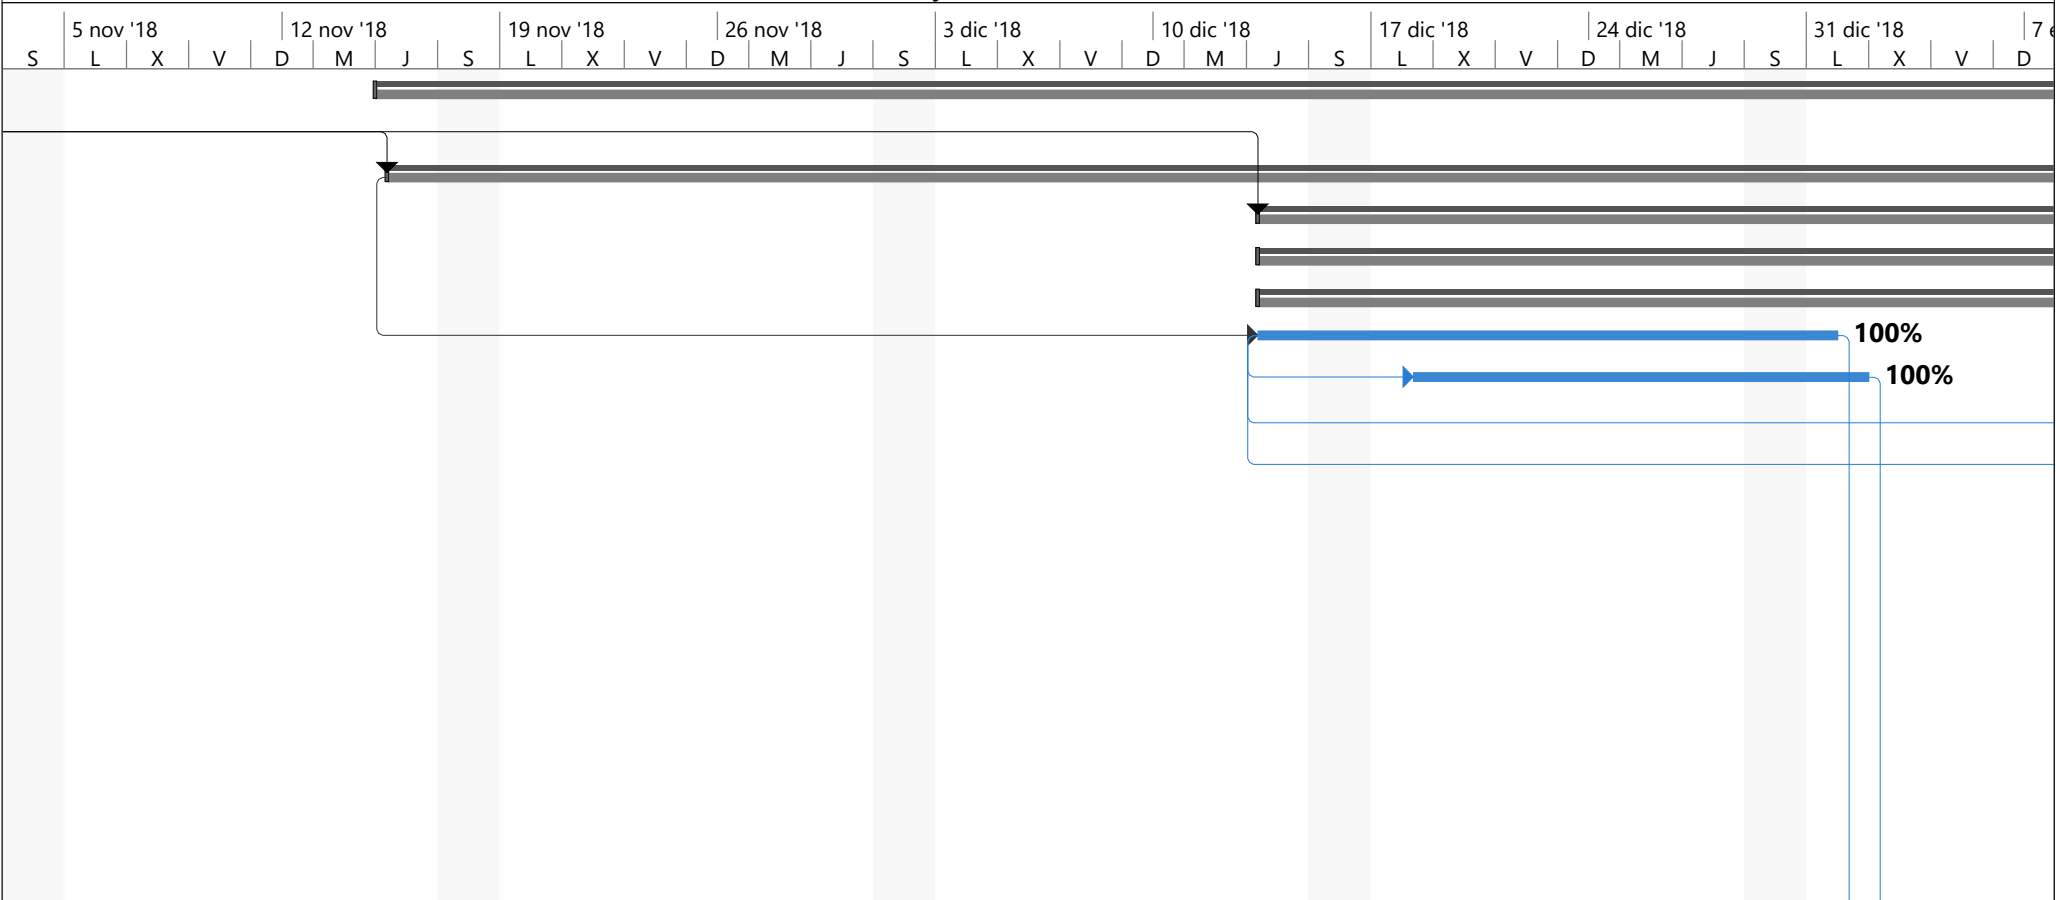 5 nov '18 12 nov '18 19 nov '18 26 nov '18 3 dic '18 10 dic '18 17 dic '18 24 dic '18 31 dic '18 7
S L X V D M J S L X V D M J S L X V D M J S L X V D M J S L X V D
100%
100%